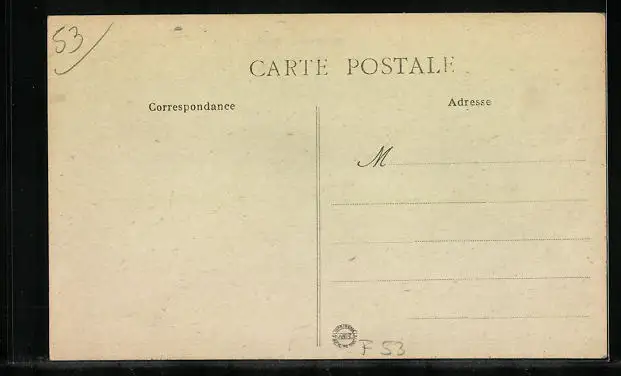 53
CARTE POSTALE
Correspondance
Adresse
M
F 53